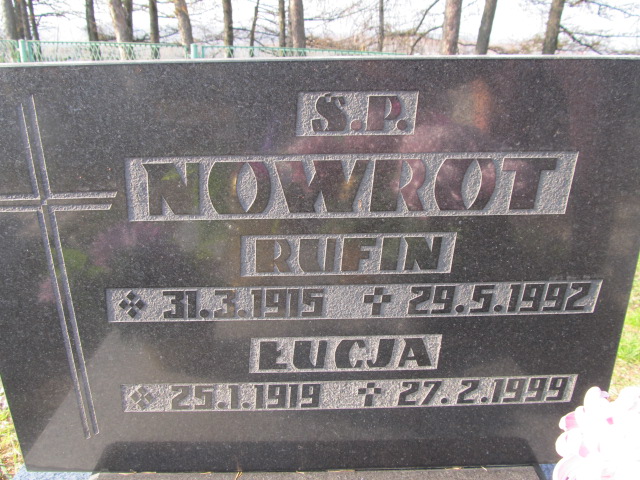 Ś.P.
NOWROT
RUFIN
31.3.1915 29.5.1992
ŁUCJA
25.1.1919 27.2.1999